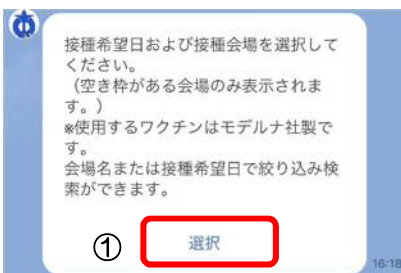 接種希望日および接種会場を選択して
ください。
（空き枠がある会場のみ表示されま
す。）
※使用するワクチンはモデルナ社製で
す。
会場名または接種希望日で絞り込み検
索ができます。
① 選択
16:18